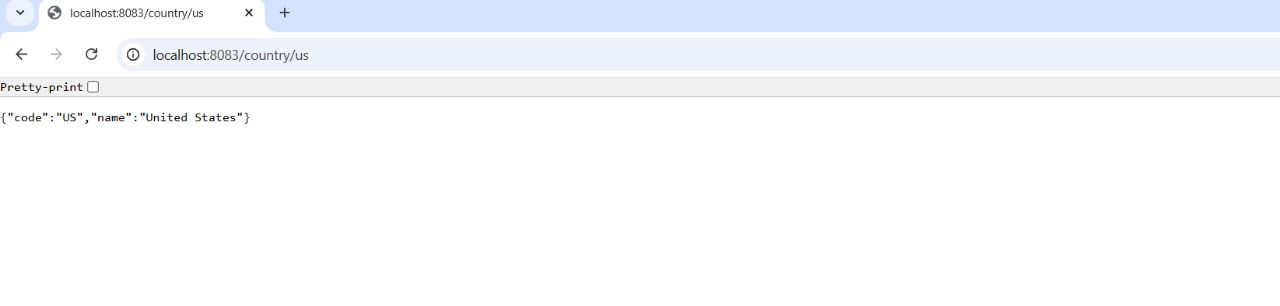 localhost:8083/country/us
localhost:8083/country/us
Pretty-print
{"code":"US","name":"United States"}